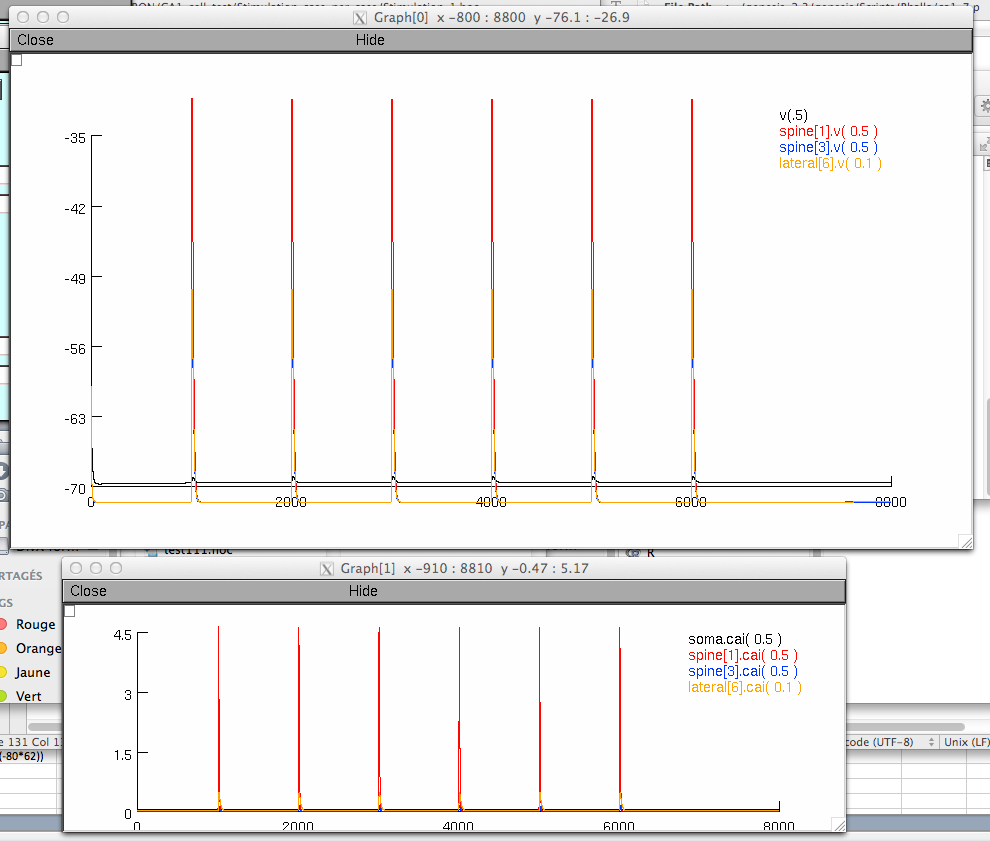 Graph[0]  x -800 : 8800  y -76.1 : -26.9
Close Hide
v(.5)
-35 spine[1].v( 0.5 )
spine[3].v( 0.5 )
lateral[6].v( 0.1 )
-42
-49
-56
-63
-70
0 2000 4000 6000 8000
test111.hoc R
Graph[1]  x -910 : 8810  y -0.47 : 5.17
RTAGÉS
Close Hide
GS
Rouge
4.5 soma.cai( 0.5 )
Orange spine[1].cai( 0.5 )
Jaune spine[3].cai( 0.5 )
3 lateral[6].cai( 0.1 )
Vert
e 131 Col 1 code (UTF-8) Unix (LF)
1.5
(-80*62))
0
0 2000 4000 6000 8000